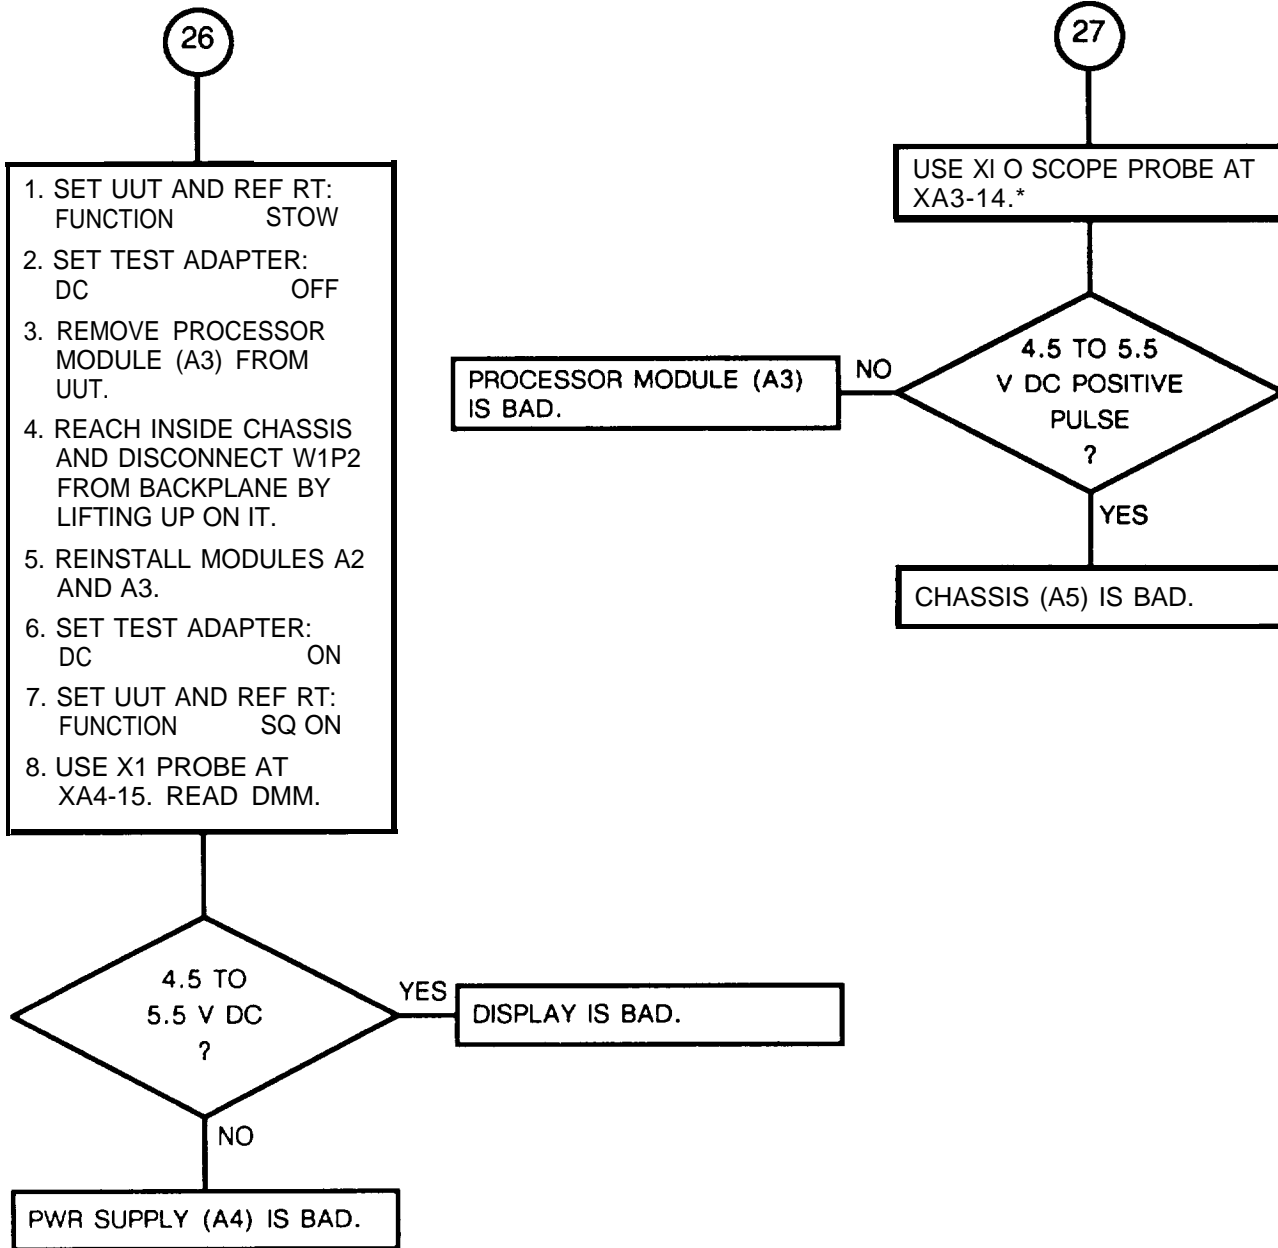 26
1. SET UUT AND REF RT:
FUNCTION STOW
2. SET TEST ADAPTER:
DC OFF
3. REMOVE PROCESSOR
MODULE (A3) FROM
UUT.
4. REACH INSIDE CHASSIS
AND DISCONNECT W1P2
FROM BACKPLANE BY
LIFTING UP ON IT.
5. REINSTALL MODULES A2
AND A3.
6. SET TEST ADAPTER:
DC ON
7. SET UUT AND REF RT:
FUNCTION SQ ON
8. USE X1 PROBE AT
XA4-15. READ DMM.
4.5 TO
5.5 V DC
?
YES
DISPLAY IS BAD.
NO
PWR SUPPLY (A4) IS BAD.
27
USE XI O SCOPE PROBE AT
XA3-14.*
4.5 TO 5.5
V DC POSITIVE
PULSE
?
NO
PROCESSOR MODULE (A3)
IS BAD.
YES
CHASSIS (A5) IS BAD.